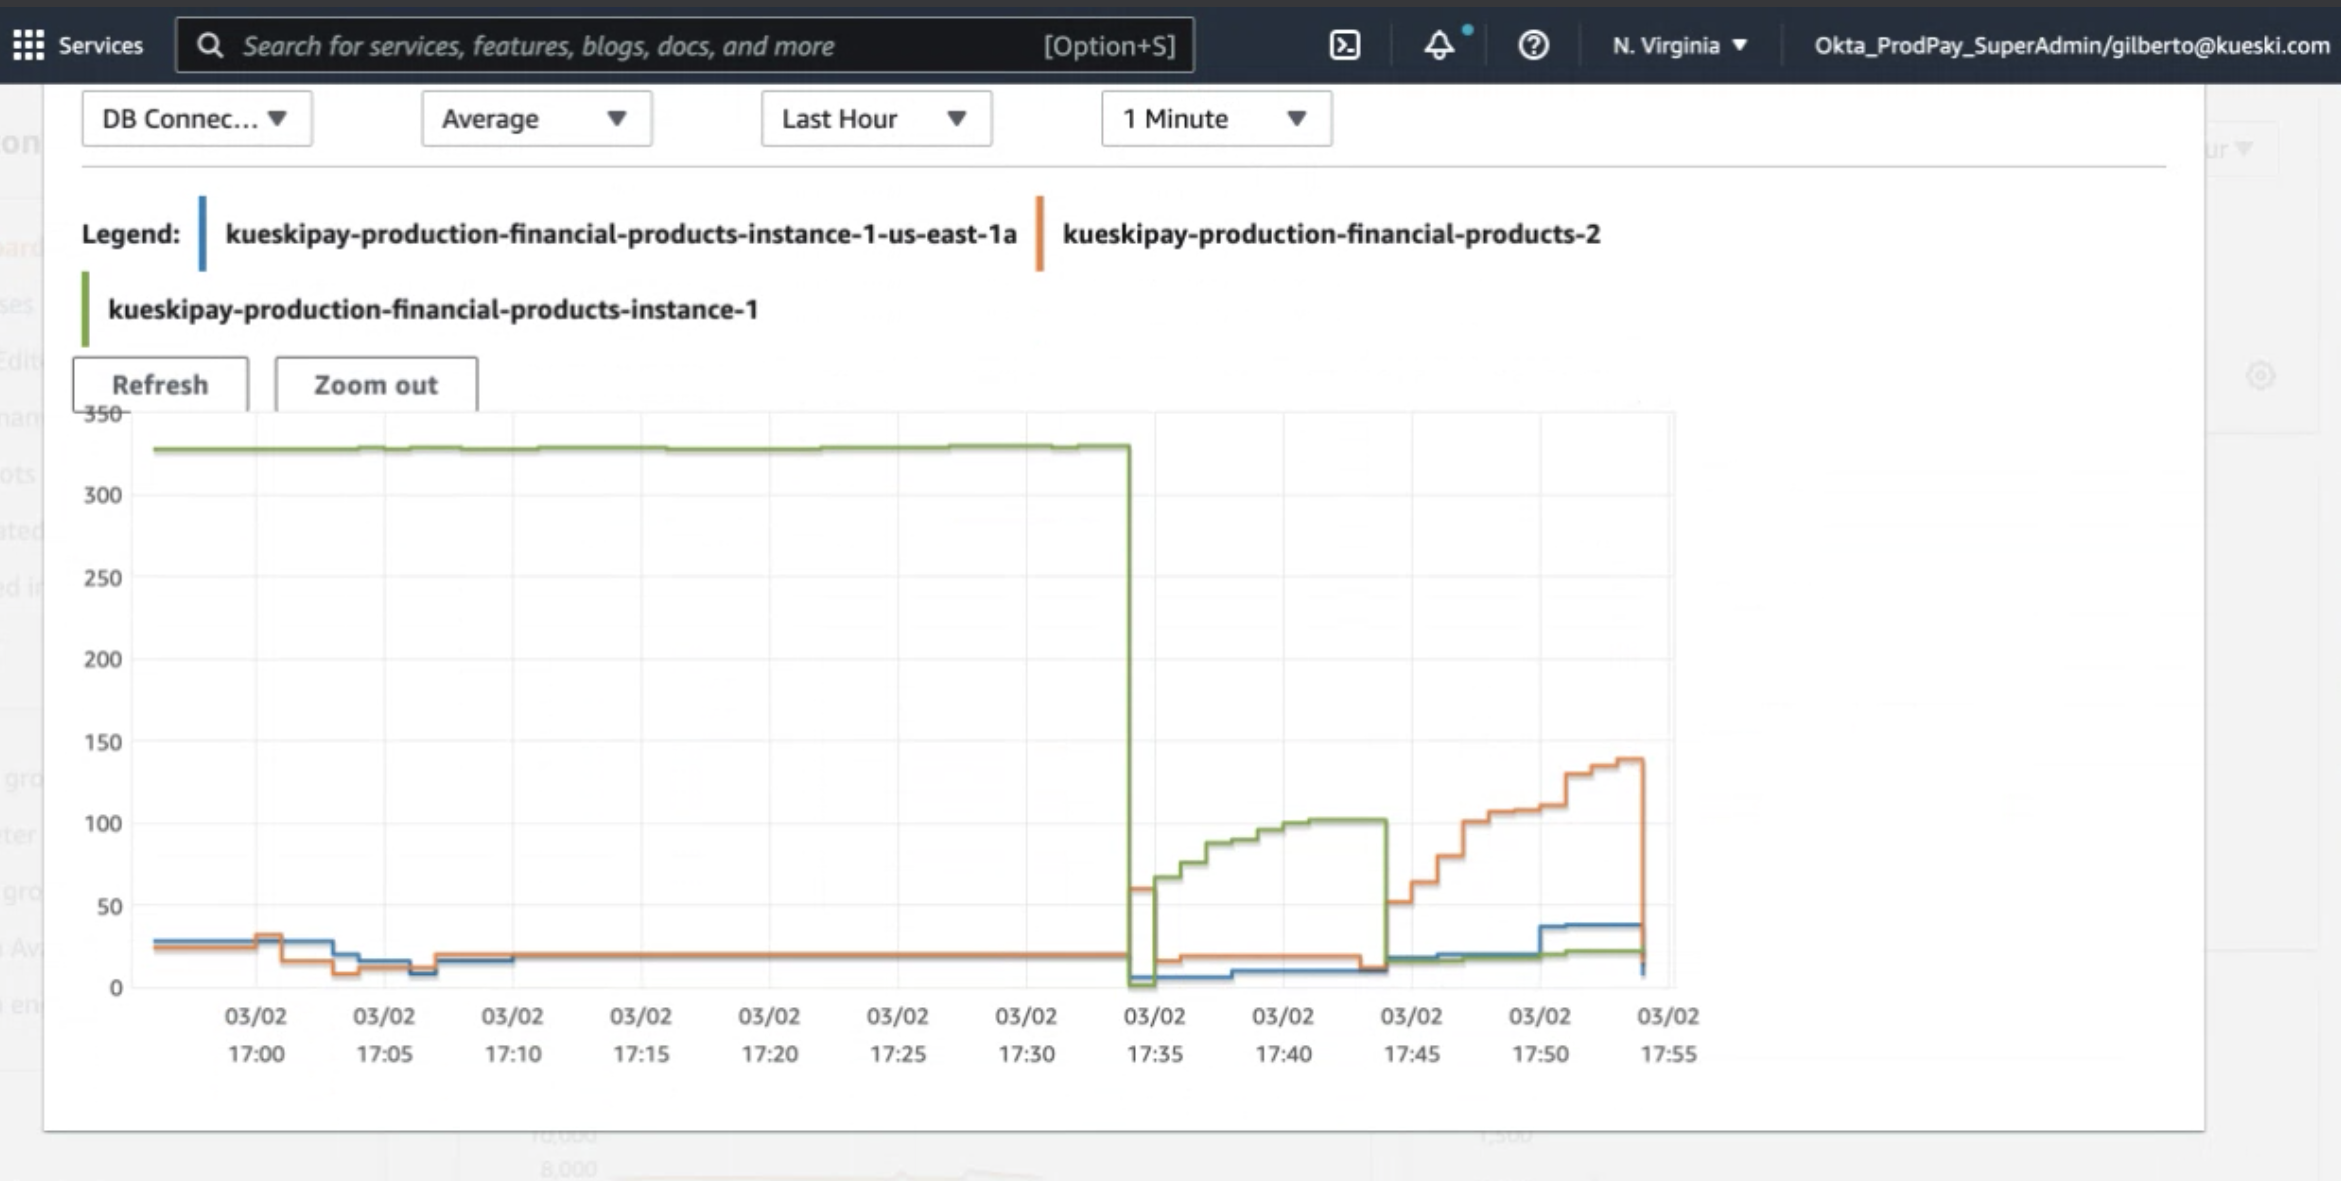 Services
Search for services, features, blogs, docs, and more [Option+S]
N. Virginia
Okta_ProdPay_SuperAdmin/gilberto@kueski.com
DB Connec... Average Last Hour 1 Minute
Legend: kueskipay-production-financial-products-instance-1-us-east-1a kueskipay-production-financial-products-2
kueskipay-production-financial-products-instance-1
Refresh Zoom out
350
300
250
200
150
100
50
0
03/02 03/02 03/02 03/02 03/02 03/02 03/02 03/02 03/02 03/02 03/02 03/02
17:00 17:05 17:10 17:15 17:20 17:25 17:30 17:35 17:40 17:45 17:50 17:55
8,000